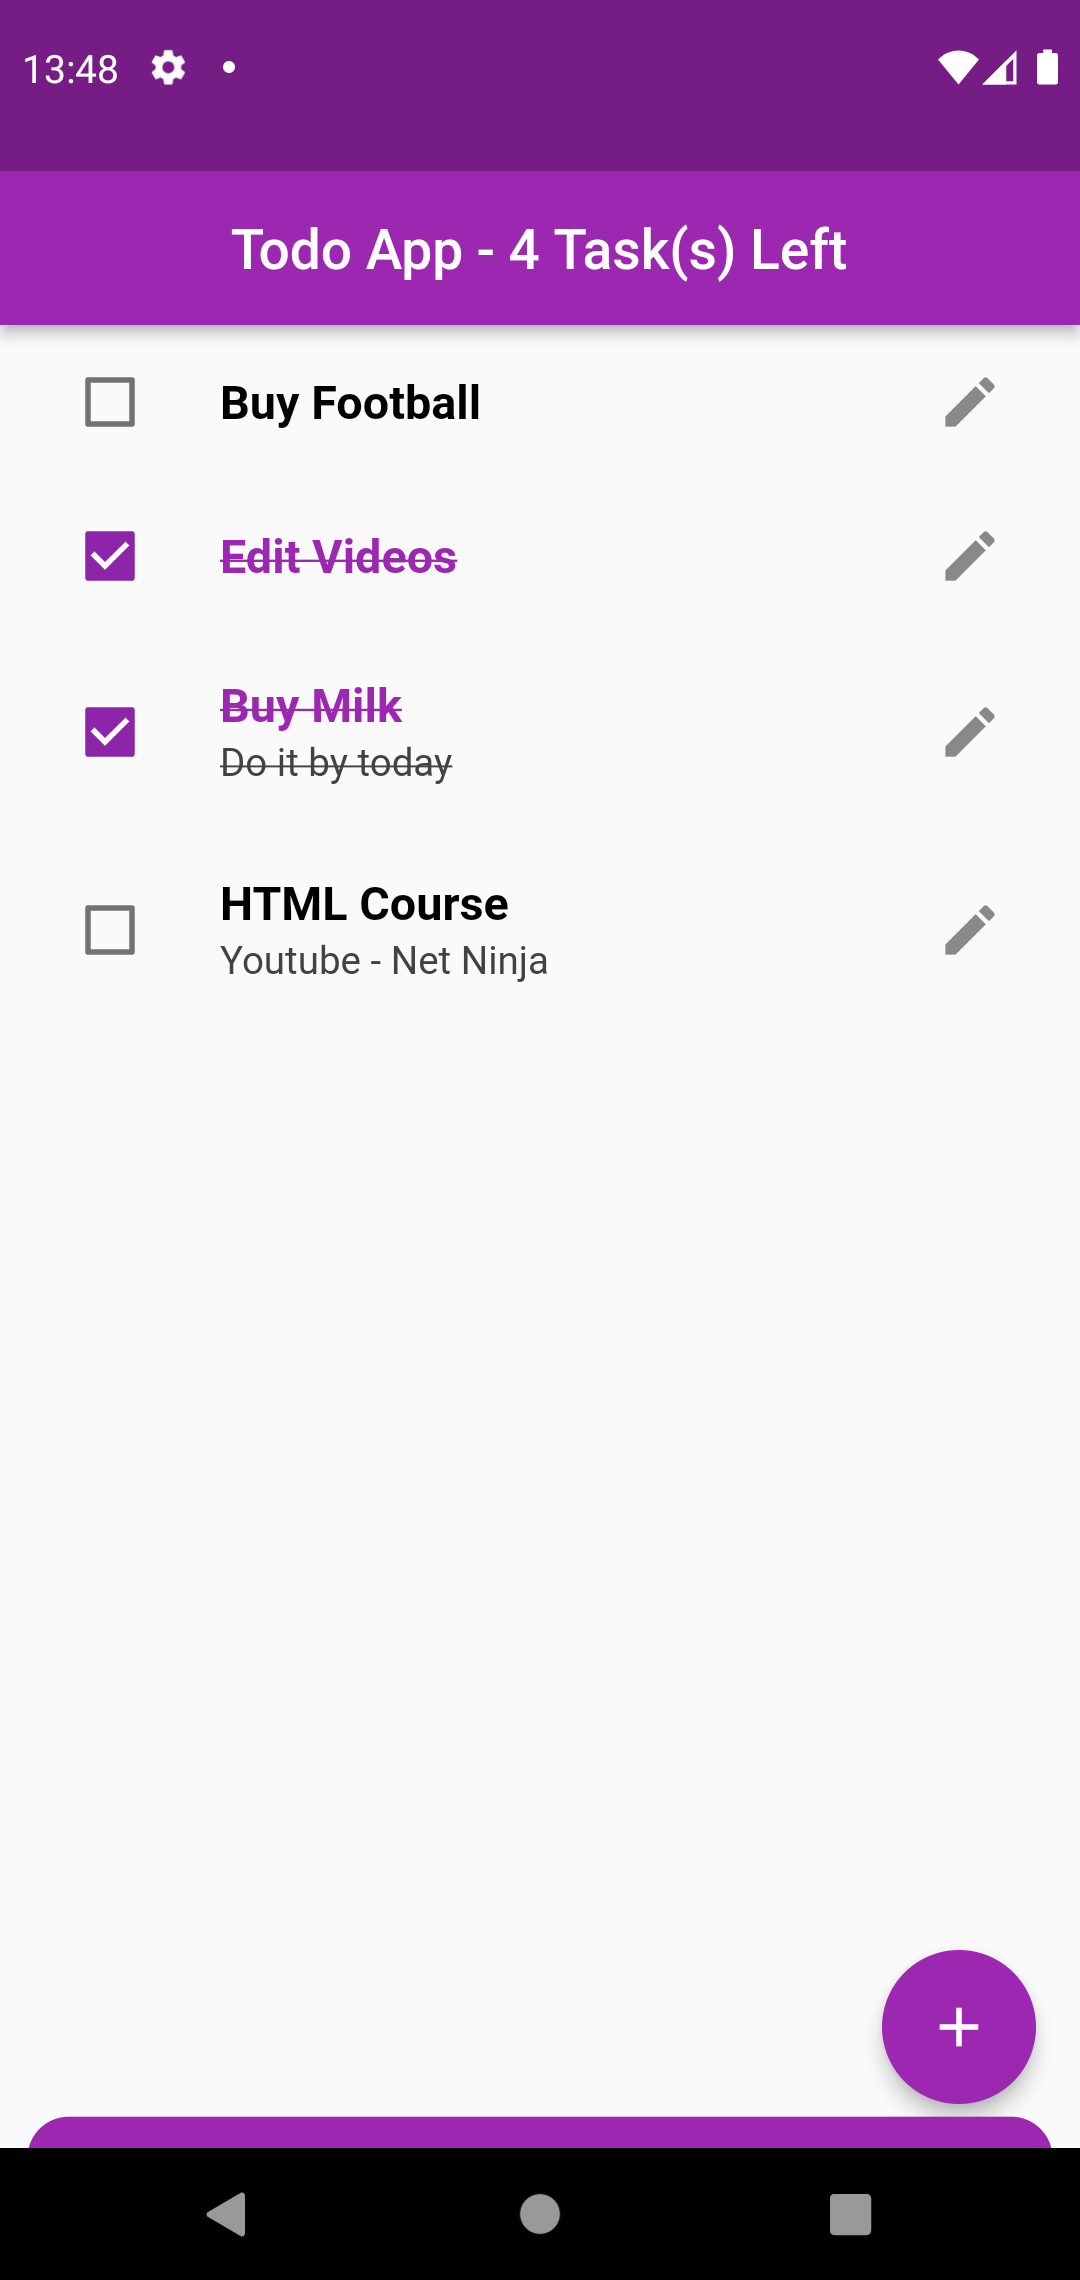 13:48
Todo App - 4 Task(s) Left
Buy Football
Edit Videos
Buy Milk
Do it by today
HTML Course
Youtube - Net Ninja